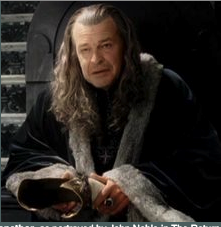 as portrayed by John Noble in The